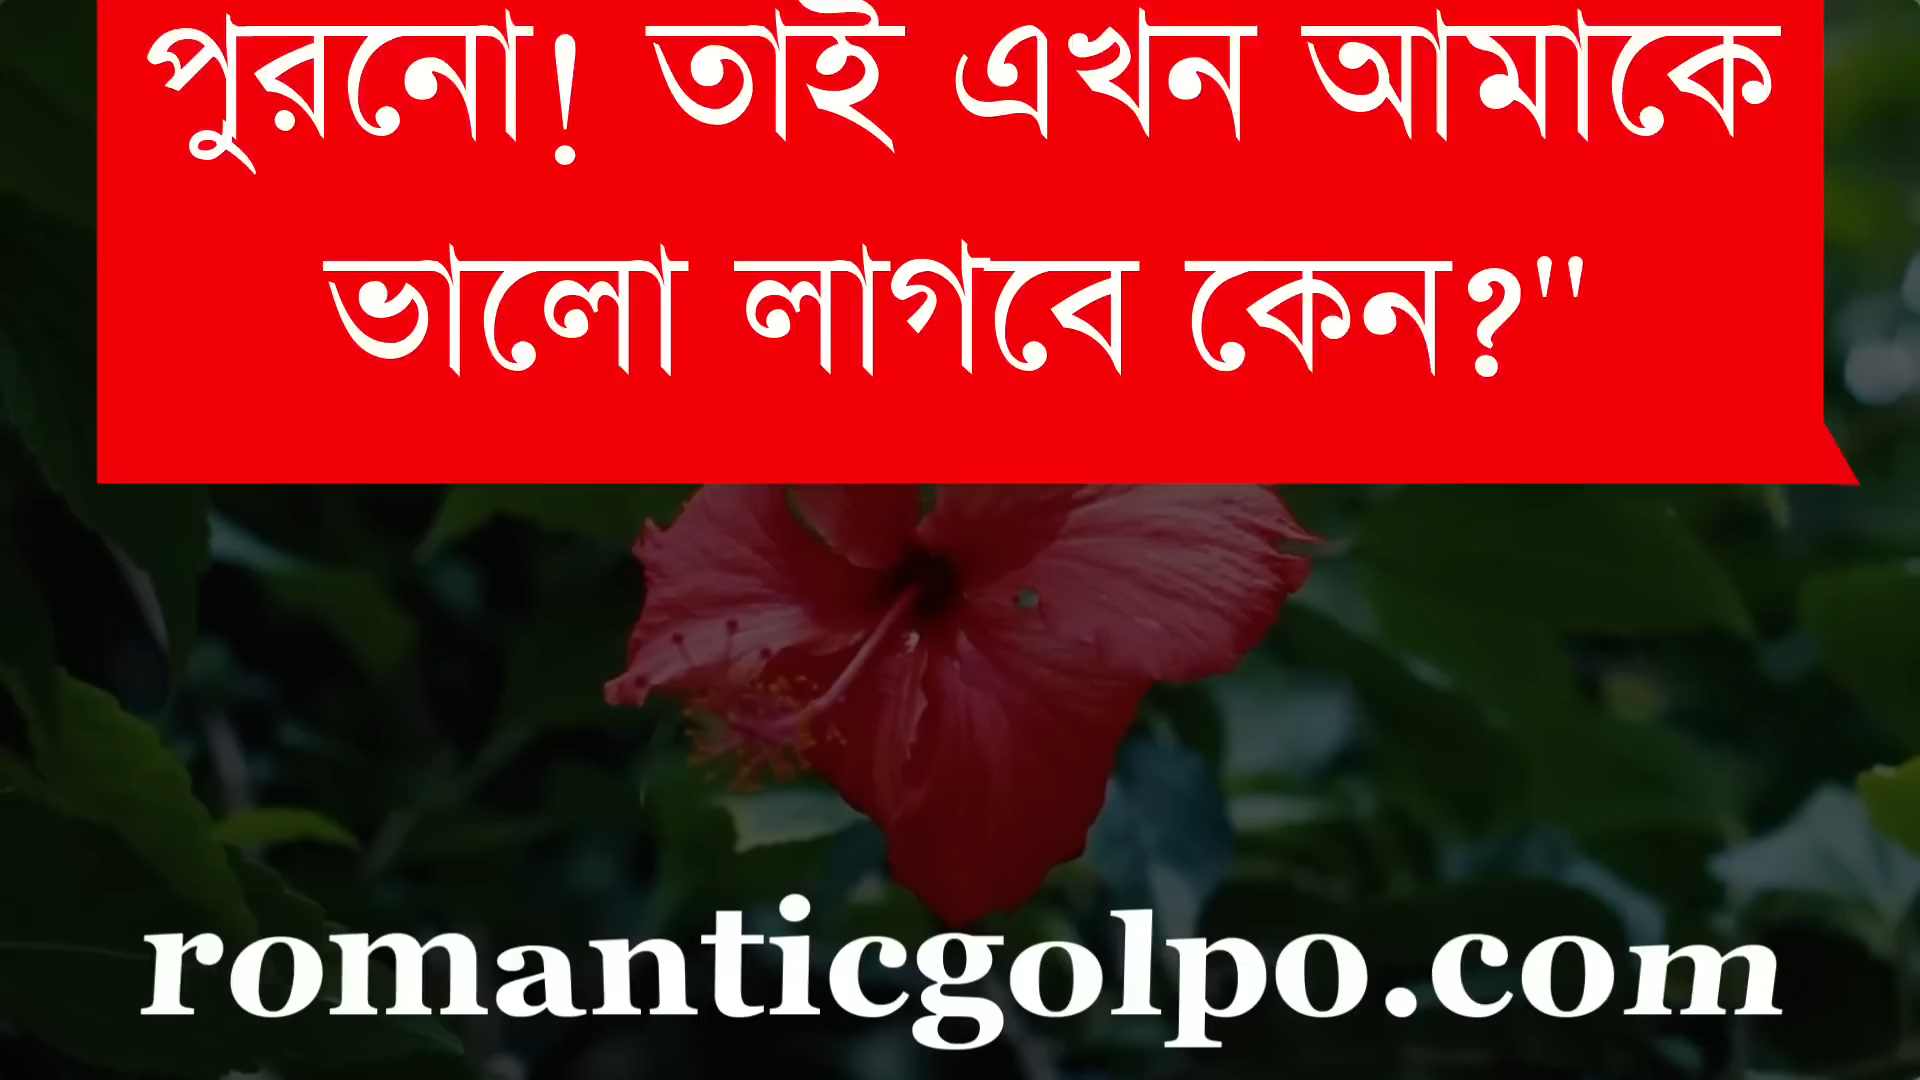 পুরনো! তাই এখন আমাকে
ভালো লাগবে কেন?"
romanticgolpo.com